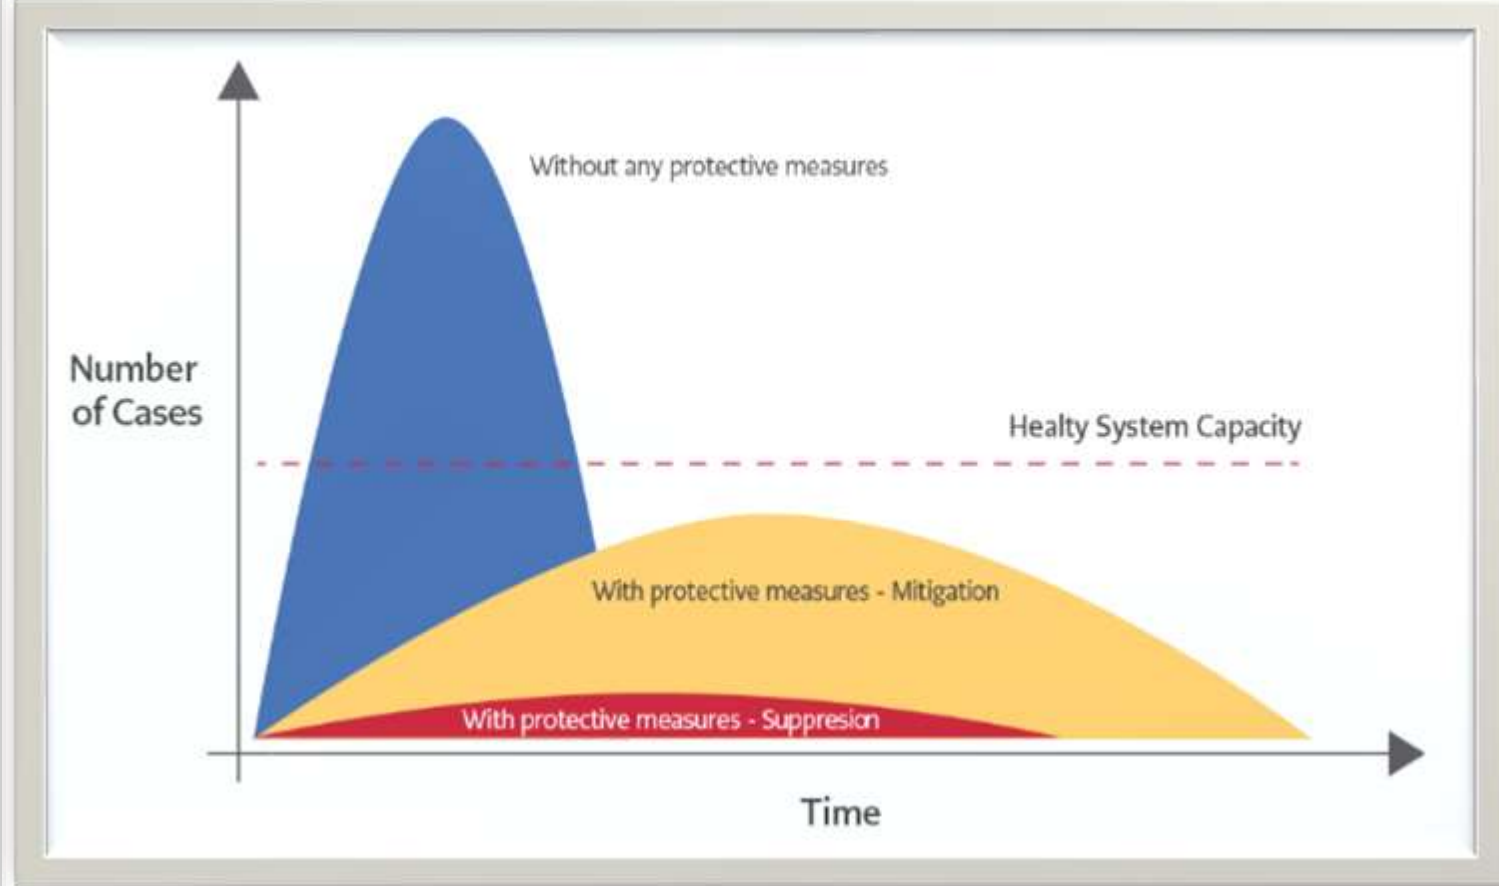 Without any protective measures
Number
of Cases
Healty System Capacity
With protective measures - Mitigation
With protective measures - Suppresion
Time